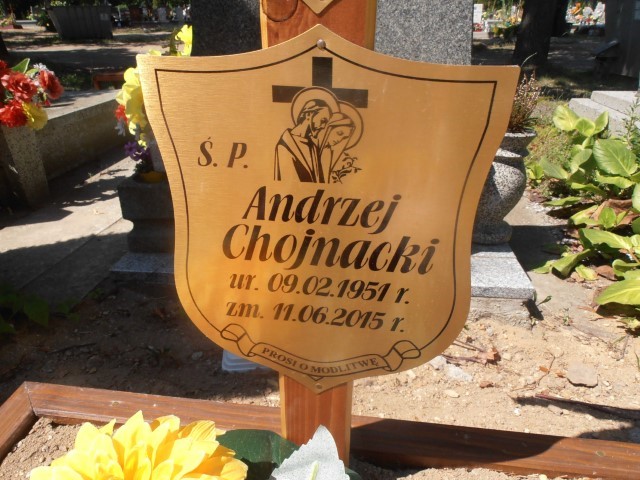 Ś. P.
Andrzej
Chojnacki
ur. 09.02.1951 r.
zm. 11.06.2015 r.
PROSI O MODLITWĘ